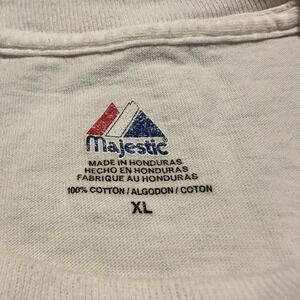 Majestic
MADE IN HONDURAS
HECHO EN HONDURAS
FABRIQUE AU HONDURAS
100% COTTON / ALGODON / COTON
XL